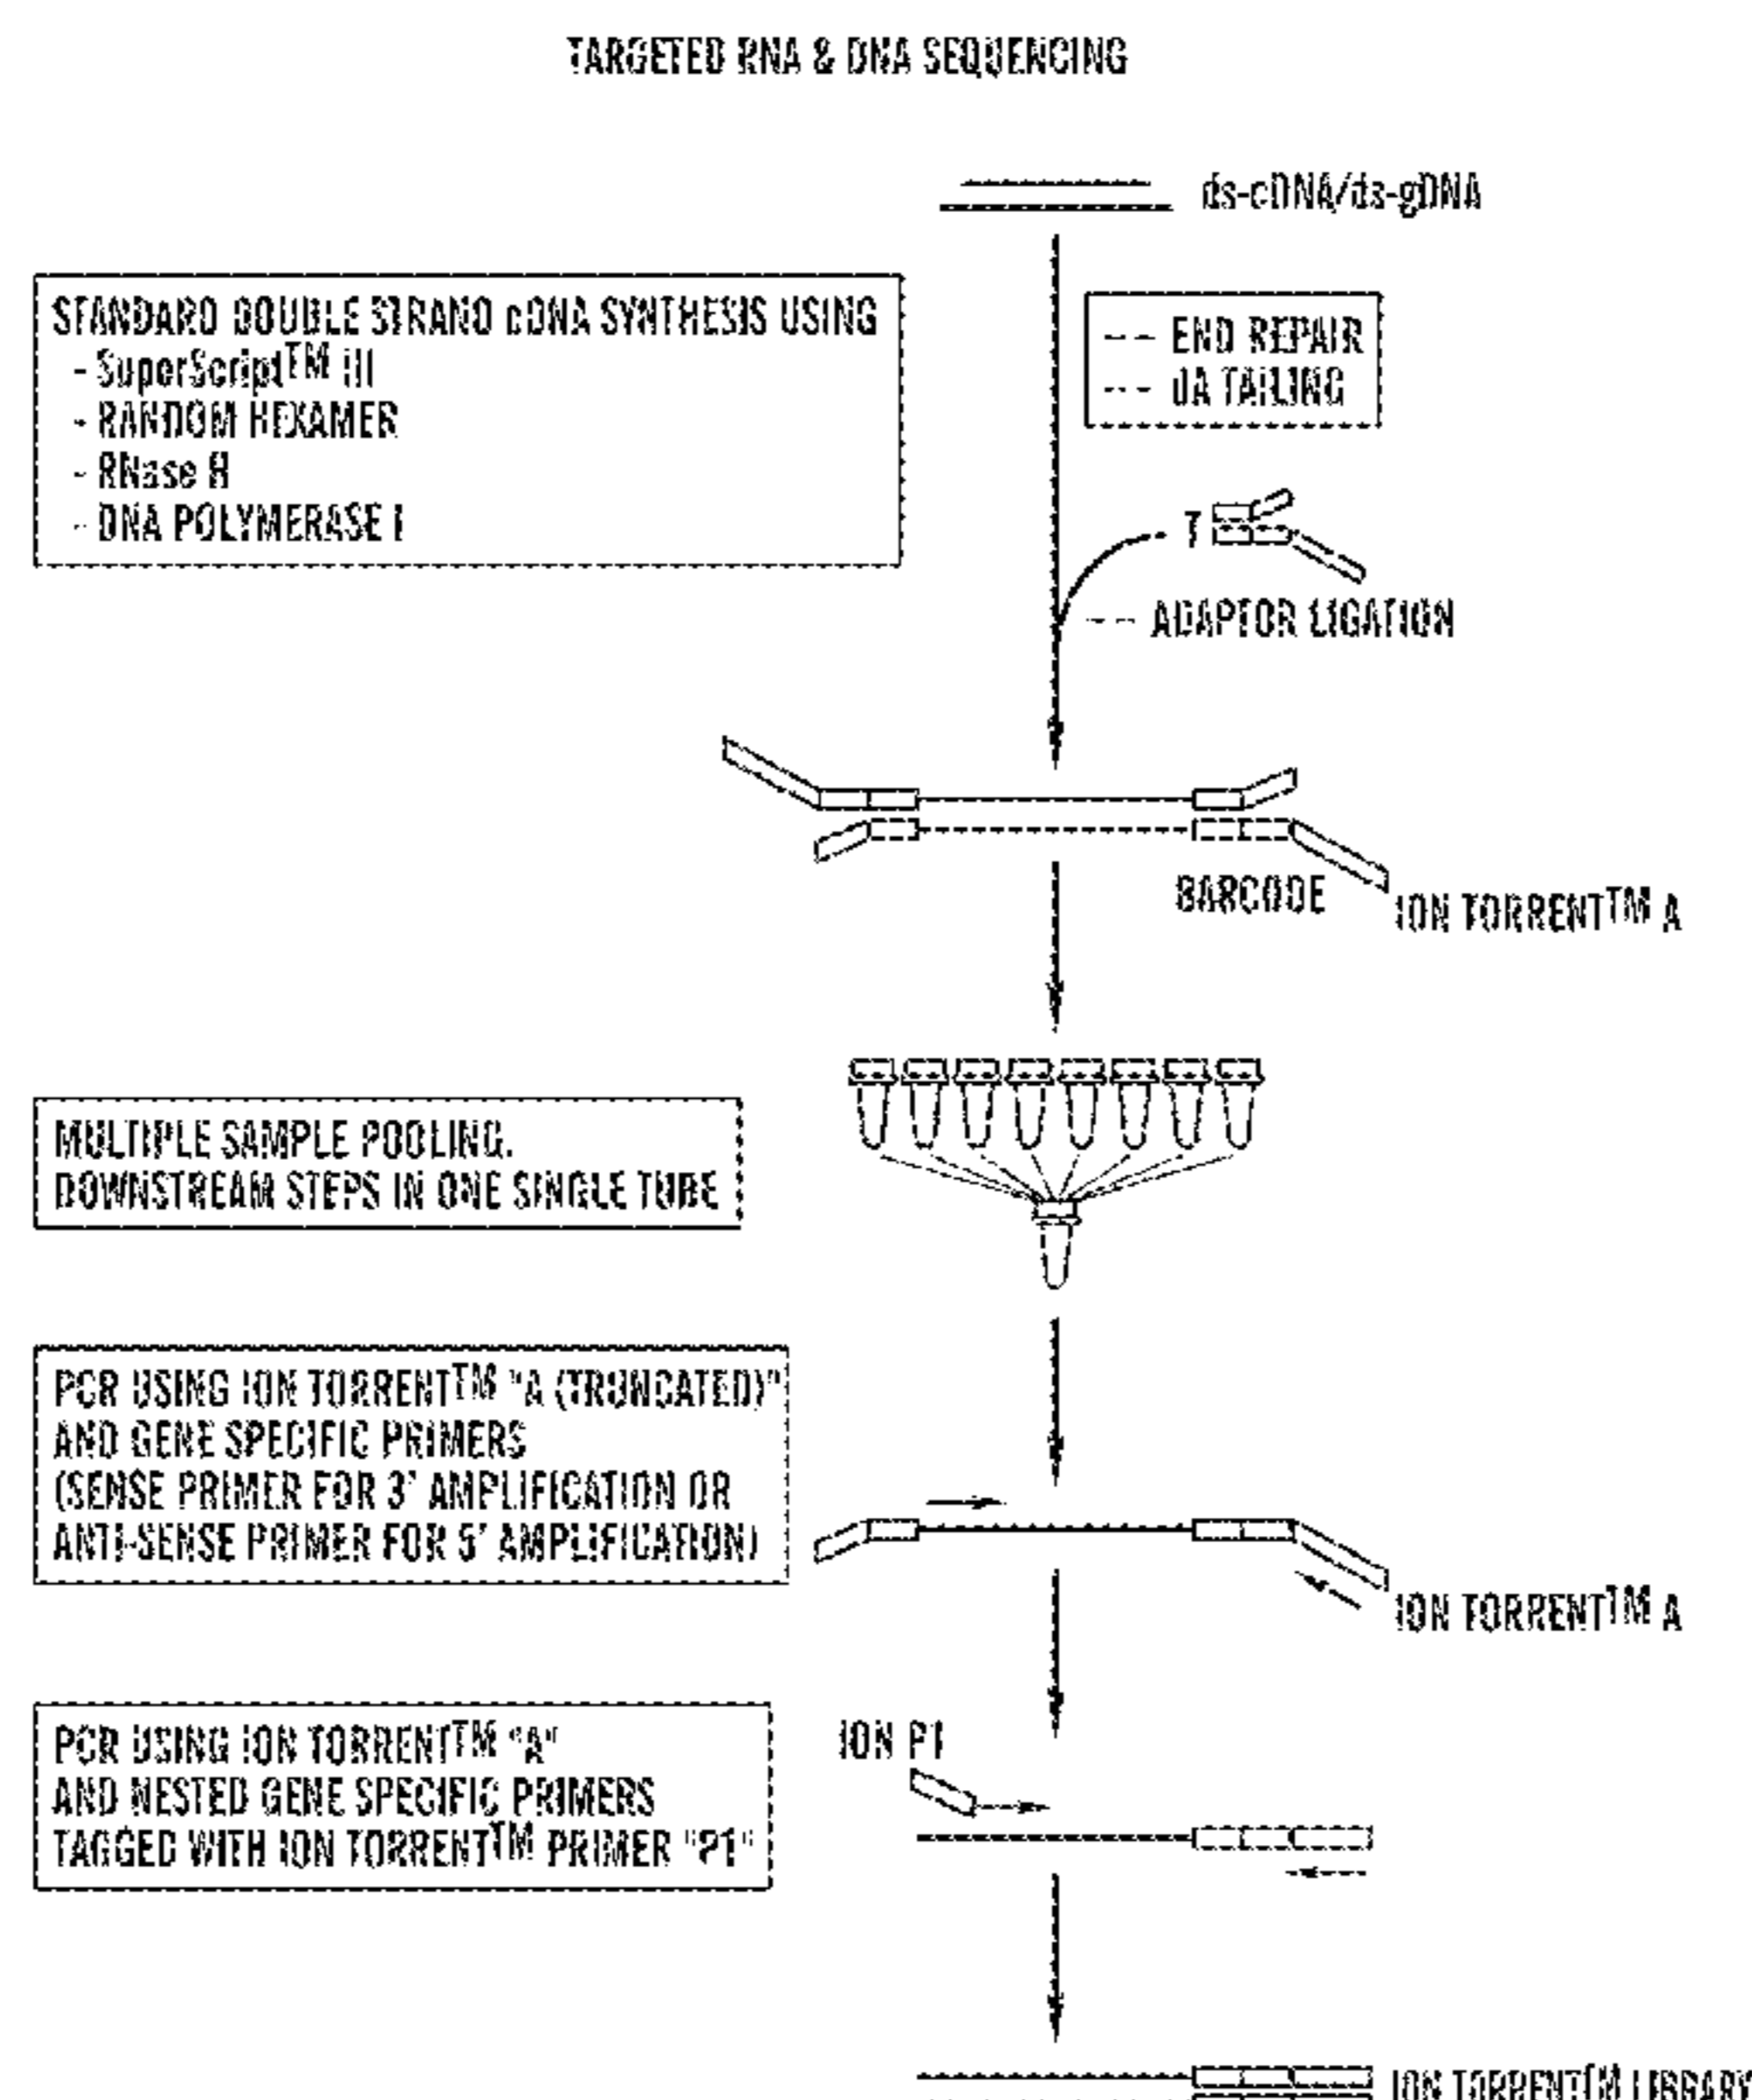 TARGETED RNA & DNA SEQUENCING
ds-cDNA/ds-gDNA
STANDARD DOUBLE STRAND cDNA SYNTHESIS USING
- SuperScript™ III
- RANDOM HEXAMER
- RNase H
- DNA POLYMERASE I
-- END REPAIR
-- dA TAILING
T
-- ADAPTOR LIGATION
BARCODE
ION TORRENT™ A
MULTIPLE SAMPLE POOLING.
DOWNSTREAM STEPS IN ONE SINGLE TUBE
PCR USING ION TORRENT™ "A (TRUNCATED)"
AND GENE SPECIFIC PRIMERS
(SENSE PRIMER FOR 3' AMPLIFICATION OR
ANTI-SENSE PRIMER FOR 5' AMPLIFICATION)
ION TORRENT™ A
PCR USING ION TORRENT™ "A"
AND NESTED GENE SPECIFIC PRIMERS
TAGGED WITH ION TORRENT™ PRIMER "P1"
ION P1
ION TORRENT™ LIBRARY